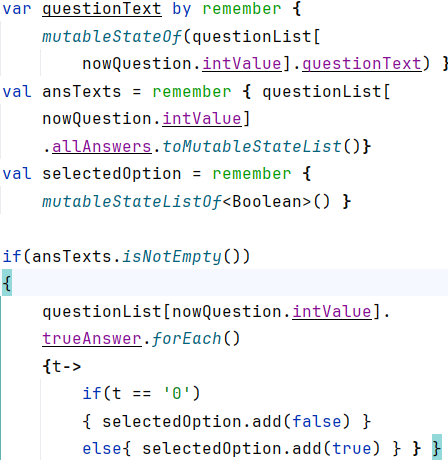 var questionText by remember {
mutableStateOf(questionList[
nowQuestion.intValue].questionText) }
val ansTexts = remember { questionList[
nowQuestion.intValue]
.allAnswers.toMutableStateList()}
val selectedOption = remember {
mutableStateListOf<Boolean>() }
if(ansTexts.isNotEmpty())
{
questionList[nowQuestion.intValue].
trueAnswer.forEach()
{t->
if(t == '0')
{ selectedOption.add(false) }
else{ selectedOption.add(true) } } }